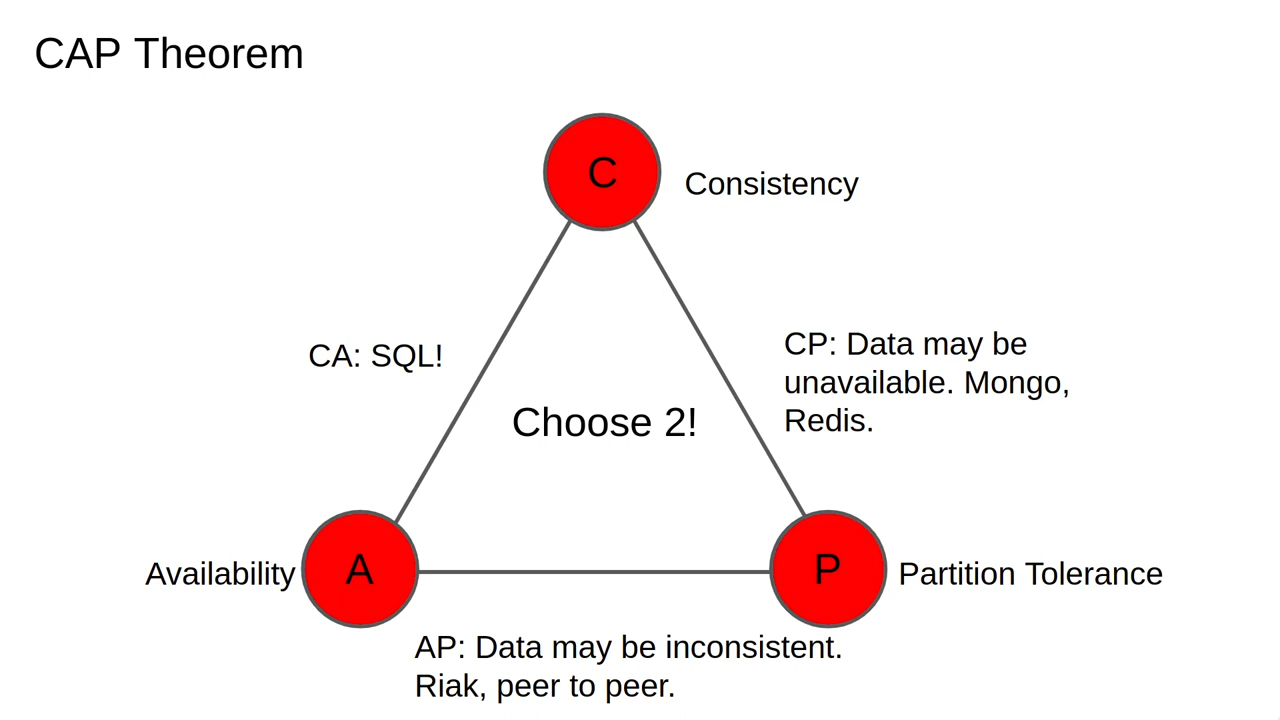 CAP Theorem
C
Consistency
CA: SQL!
CP: Data may be
unavailable. Mongo,
Redis.
Choose 2!
Availability
A
P
Partition Tolerance
AP: Data may be inconsistent.
Riak, peer to peer.